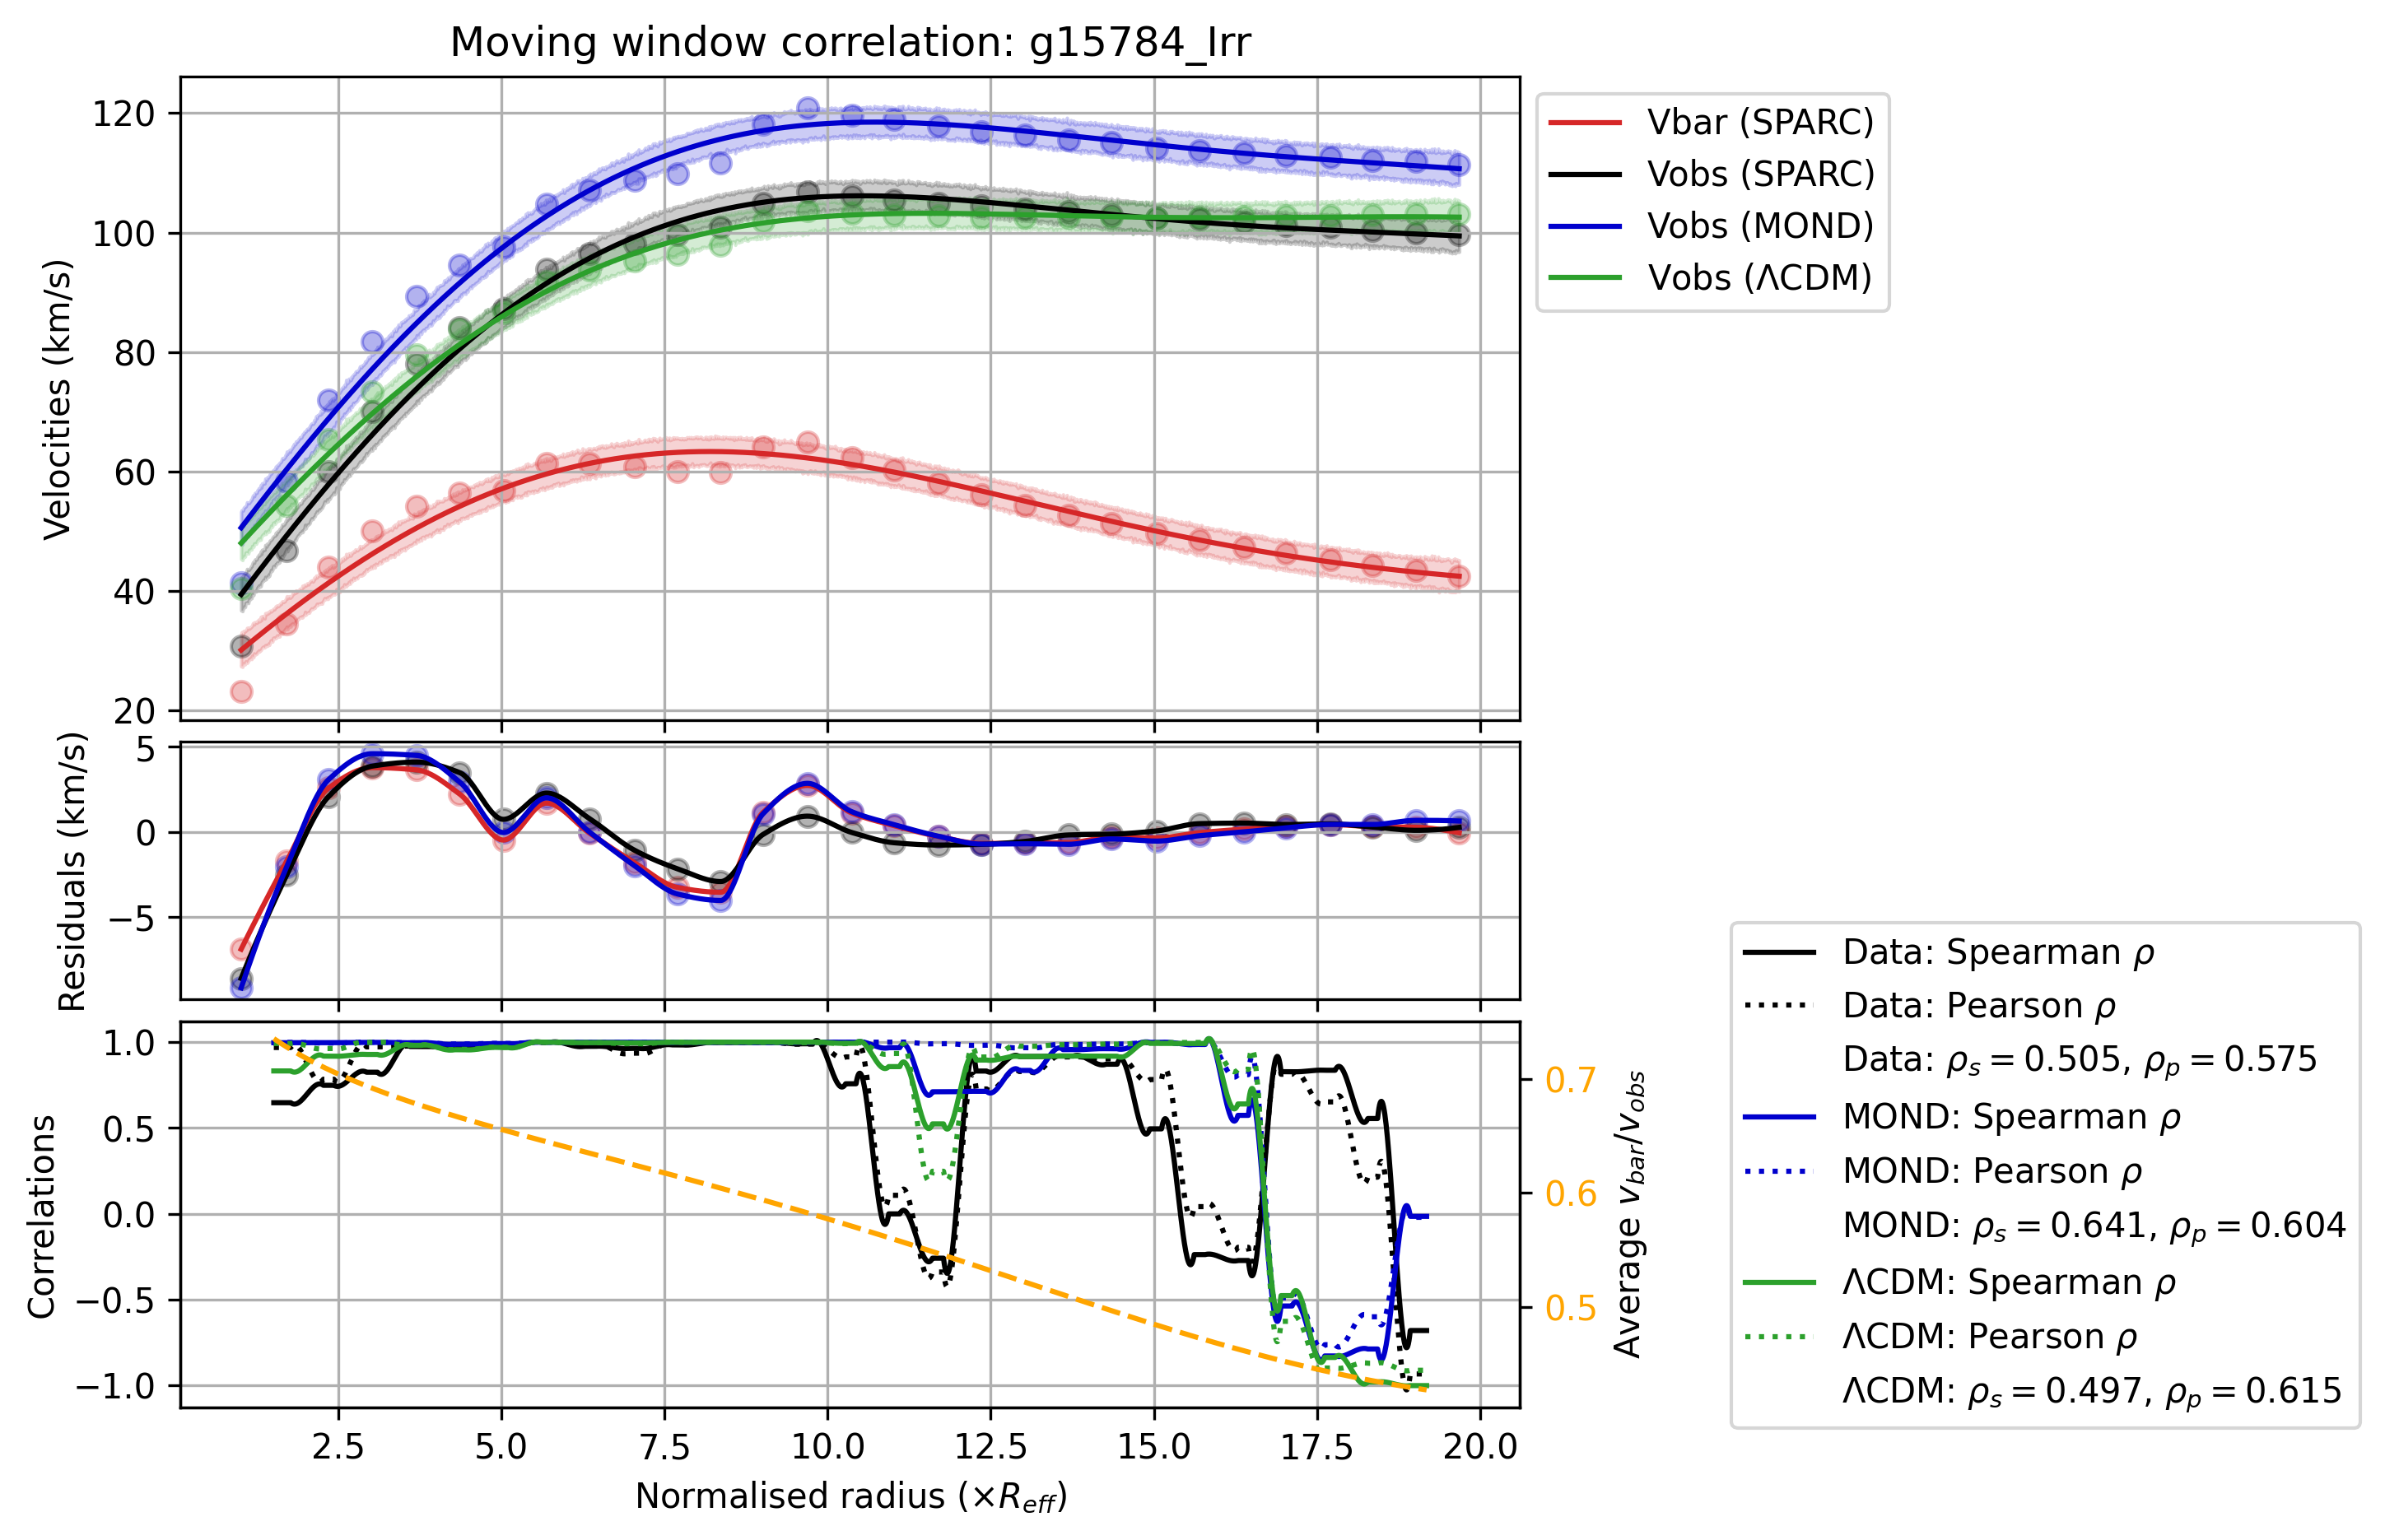 Moving window correlation: g15784_Irr
Velocities (km/s)
120
100
80
60
40
20
Vbar (SPARC)
Vobs (SPARC)
Vobs (MOND)
Vobs (ΛCDM)
Residuals (km/s)
5
0
−5
Correlations
1.0
0.5
0.0
−0.5
−1.0
0.7
0.6
0.5
Average v_bar/v_obs
2.5 5.0 7.5 10.0 12.5 15.0 17.5 20.0
Normalised radius (×R_eff)
Data: Spearman ρ
Data: Pearson ρ
Data: ρ_s = 0.505, ρ_p = 0.575
MOND: Spearman ρ
MOND: Pearson ρ
MOND: ρ_s = 0.641, ρ_p = 0.604
ΛCDM: Spearman ρ
ΛCDM: Pearson ρ
ΛCDM: ρ_s = 0.497, ρ_p = 0.615